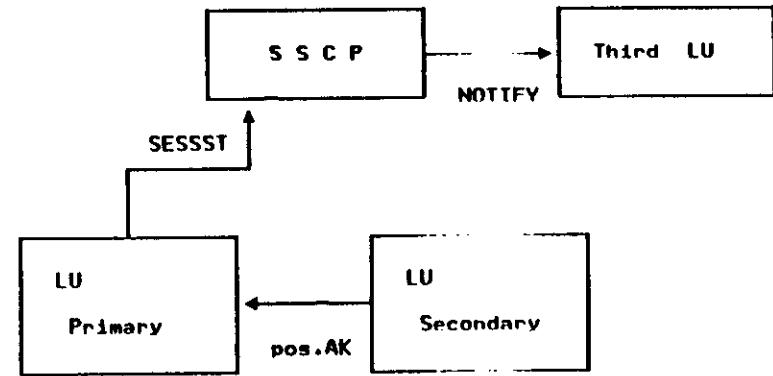 S S C P
Third LU
NOTIFY
SESSST
LU
Primary
LU
Secondary
pos.AK